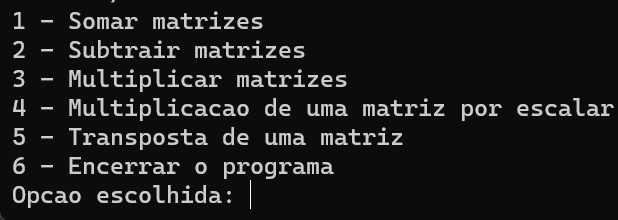 1 - Somar matrizes
2 - Subtrair matrizes
3 - Multiplicar matrizes
4 - Multiplicacao de uma matriz por escalar
5 - Transposta de uma matriz
6 - Encerrar o programa
Opcao escolhida: